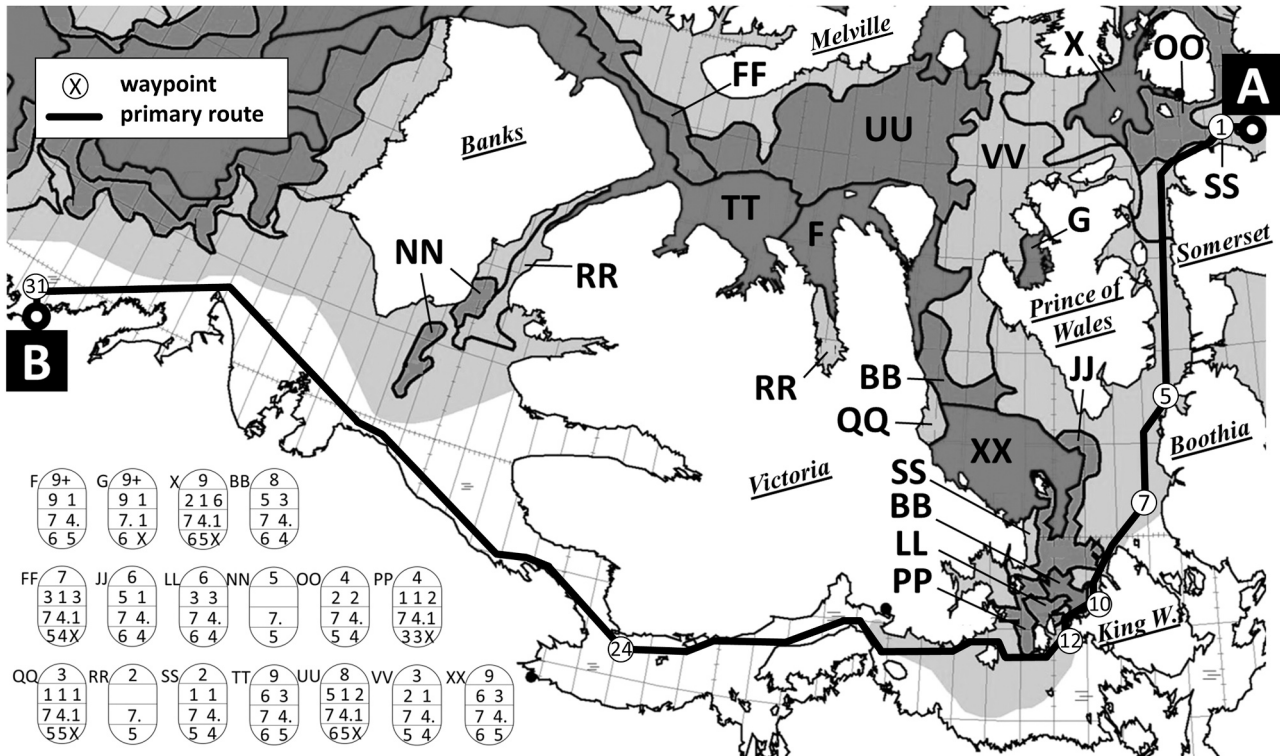 X waypoint
primary route
Melville
X
OO
A
FF
Banks
UU
1
VV
SS
TT
G
F
Somerset
NN
RR
31
Prince of
Wales
B
JJ
RR
BB
5
QQ
Boothia
XX
Victoria
SS
7
BB
LL
PP
10
King W.
12
24
F 9+
9 1
7 4.
6 5
G 9+
9 1
7. 1
6 X
X 9
2 1 6
7 4.1
6 5 X
BB 8
5 3
7 4.
6 4
FF 7
3 1 3
7 4.1
5 4 X
JJ 6
5 1
7 4.
6 4
LL 6
3 3
7 4.
6 4
NN 5
7.
5
OO 4
2 2
7 4.
5 4
PP 4
1 1 2
7 4.1
3 3 X
QQ 3
1 1 1
7 4.1
5 5 X
RR 2
7.
5
SS 2
1 1
7 4.
5 4
TT 9
6 3
7 4.
6 5
UU 8
5 1 2
7 4.1
6 5 X
VV 3
2 1
7 4.
5 4
XX 9
6 3
7 4.
6 5